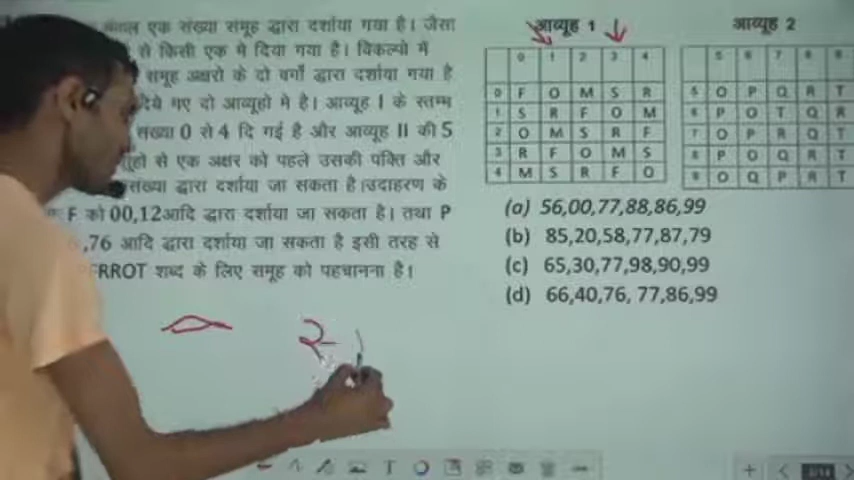 एक संख्या समूह द्वारा दर्शाया गया है। जैसा
से किसी एक मे दिया गया है। विकल्पो में
समूह अक्षरो के दो वर्गो द्वारा दर्शाया गया है
दिये गए दो आव्यूहो मे है। आव्यूह I के स्तम्भ
संख्या 0 से 4 दि गई है और आव्यूह II की 5
से एक अक्षर को पहले उसकी पंक्ति और
संख्या द्वारा दर्शाया जा सकता है।उदाहरण के
F को 00,12आदि द्वारा दर्शाया जा सकता है। तथा P
,76 आदि द्वारा दर्शाया जा सकता है इसी तरह से
शब्द के लिए समूह को पहचानना है।
आव्यूह 1
0 1 2 3 4
0 F O M S R
1 S R F O M
2 O M S R F
3 R F O M S
4 M S R F O
आव्यूह 2
5 6 7 8 9
5 O P Q R T
6 P O T Q R
7 O P R Q T
8 P O Q R T
9 O Q P R T
(a) 56,00,77,88,86,99
(b) 85,20,58,77,87,79
(c) 65,30,77,98,90,99
(d) 66,40,76, 77,86,99